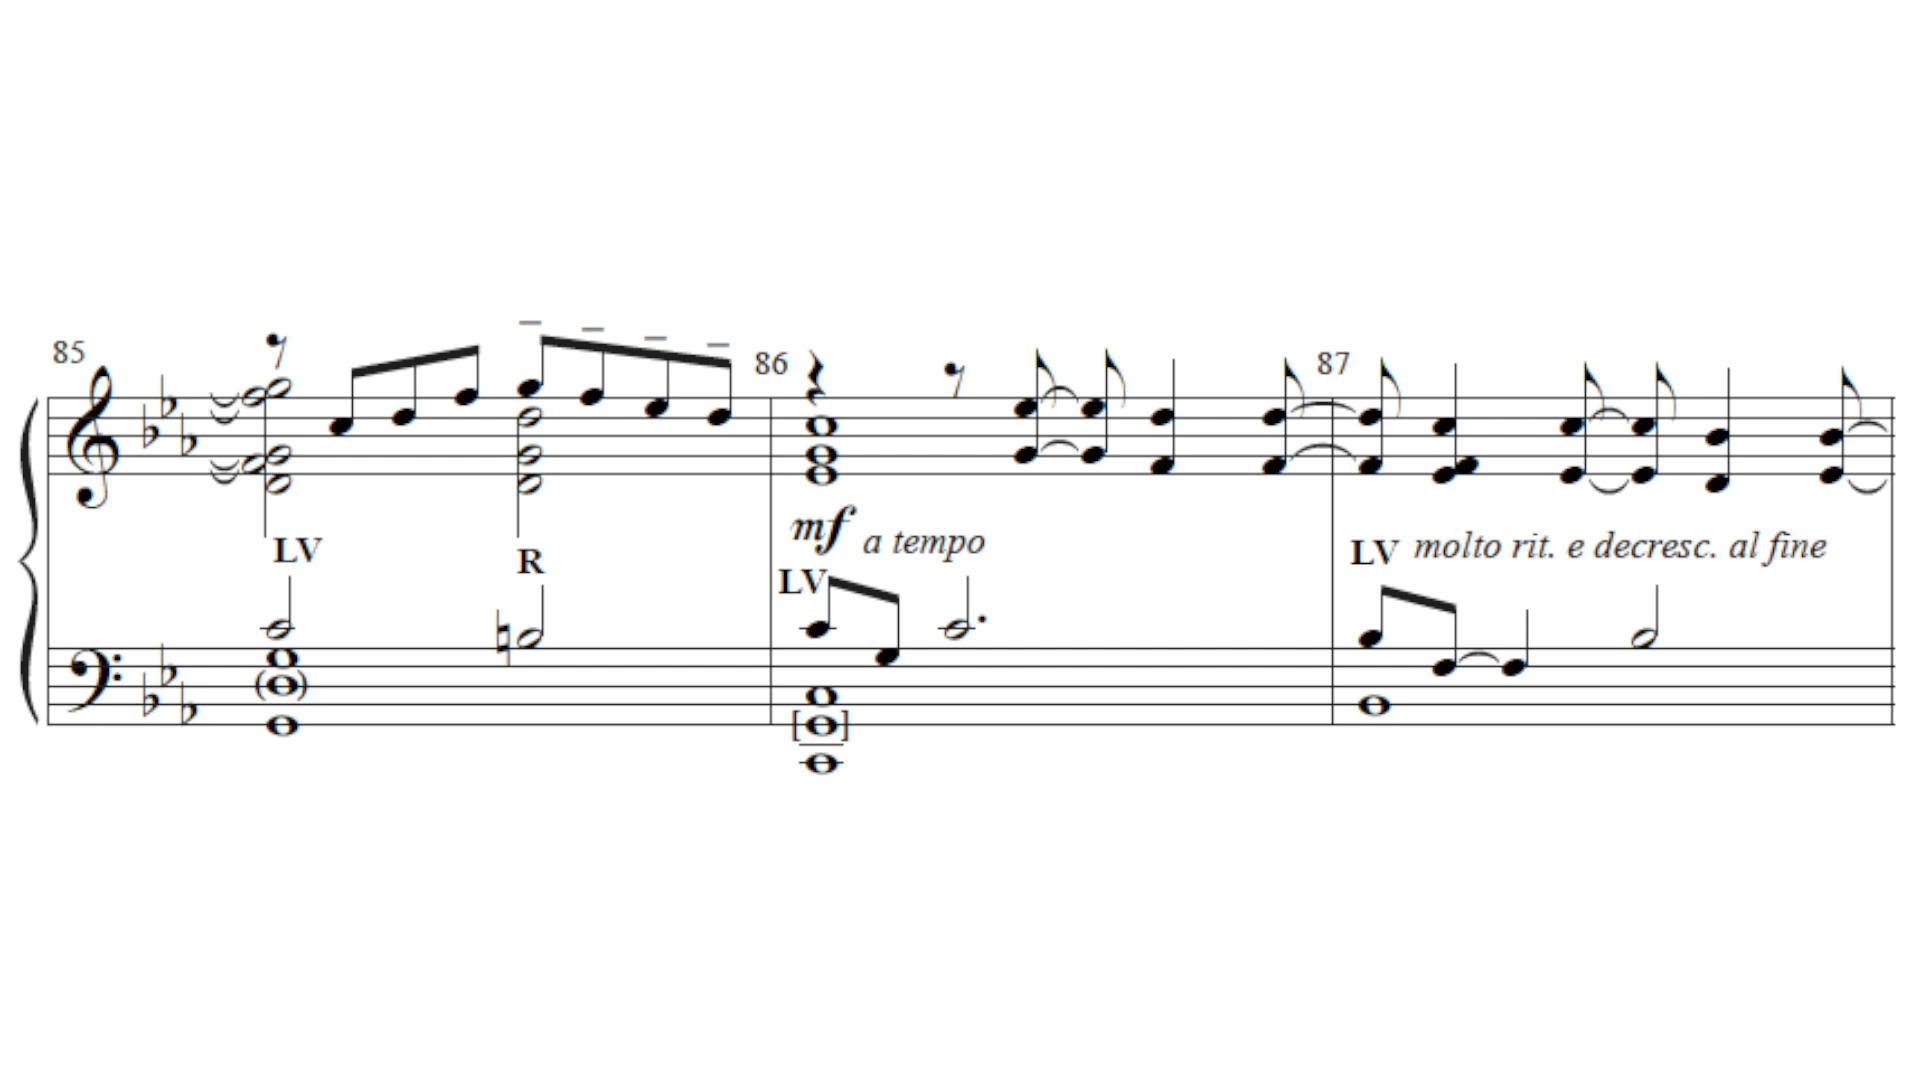 85
86
87
LV
R
mf a tempo
LV
LV molto rit. e decresc. al fine